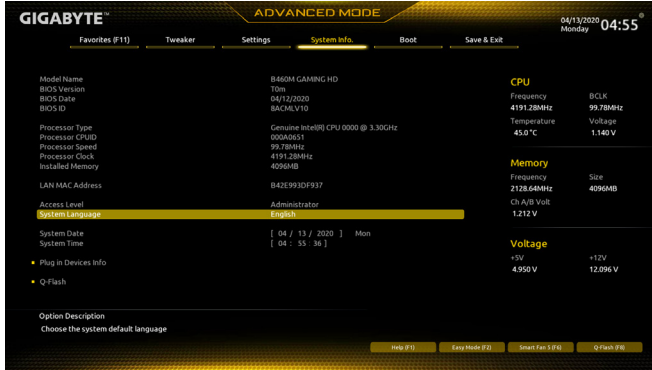 GIGABYTE™
ADVANCED MODE
04/13/2020
Monday
04:55
Favorites (F11) Tweaker Settings System Info. Boot Save & Exit
Model Name B460M GAMING HD
BIOS Version T0m
BIOS Date 04/12/2020
BIOS ID 8ACMLV10
Processor Type Genuine Intel(R) CPU 0000 @ 3.30GHz
Processor CPUID 000A0651
Processor Speed 99.78MHz
Processor Clock 4191.28MHz
Installed Memory 4096MB
LAN MAC Address B42E993DF937
Access Level Administrator
System Language English
System Date [ 04 / 13 / 2020 ] Mon
System Time [ 04 : 55 : 36 ]
Plug in Devices Info
Q-Flash
CPU
Frequency BCLK
4191.28MHz 99.78MHz
Temperature Voltage
45.0 °C 1.140 V
Memory
Frequency Size
2128.64MHz 4096MB
Ch A/B Volt
1.212 V
Voltage
+5V +12V
4.950 V 12.096 V
Option Description
Choose the system default language
Help (F1) Easy Mode (F2) Smart Fan 5 (F6) Q-Flash (F8)